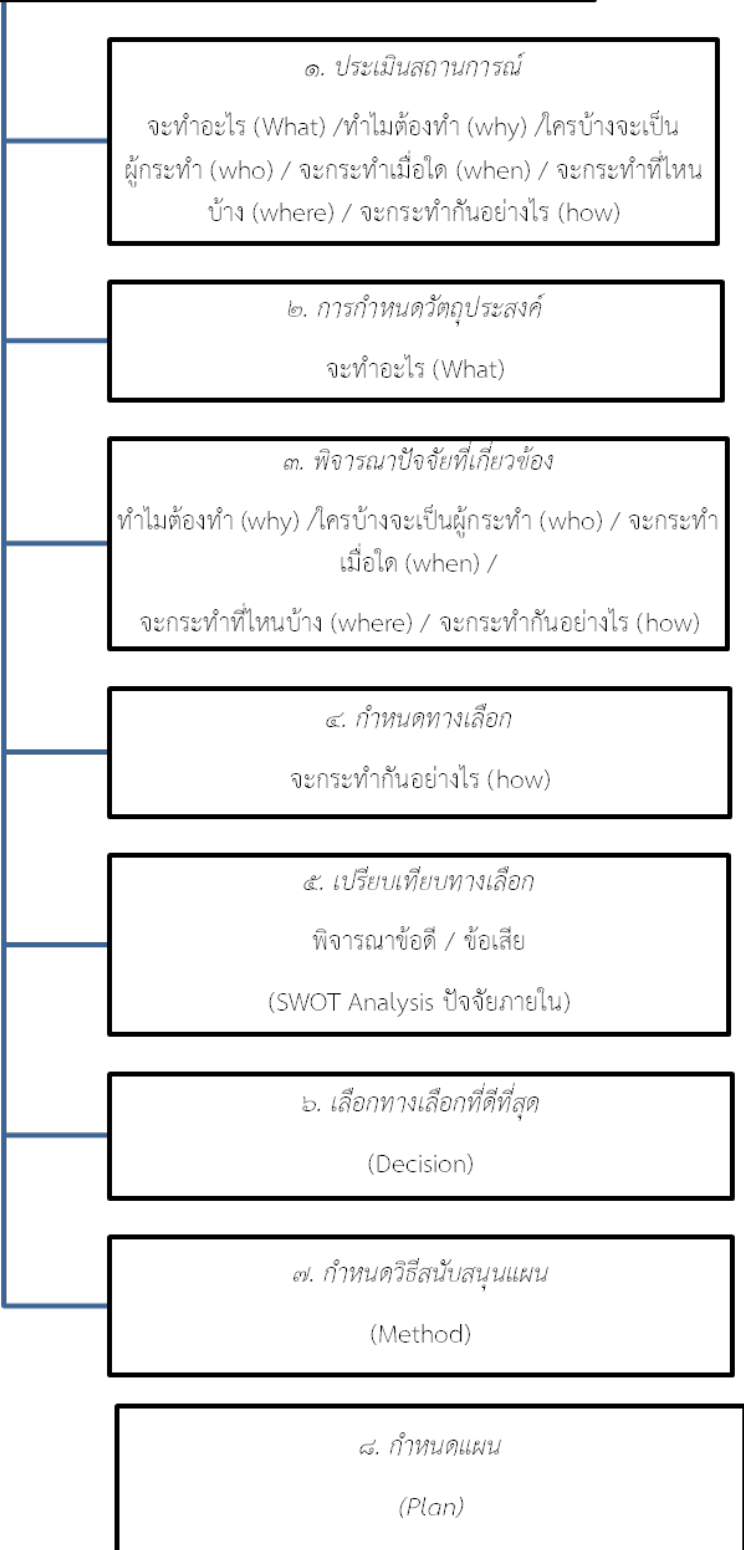 ๑. ประเมินสถานการณ์
จะทำอะไร (What) /ทำไมต้องทำ (why) /ใครบ้างจะเป็น
ผู้กระทำ (who) / จะกระทำเมื่อใด (when) / จะกระทำที่ไหน
บ้าง (where) / จะกระทำกันอย่างไร (how)
๒. การกำหนดวัตถุประสงค์
จะทำอะไร (What)
๓. พิจารณาปัจจัยที่เกี่ยวข้อง
ทำไมต้องทำ (why) /ใครบ้างจะเป็นผู้กระทำ (who) / จะกระทำ
เมื่อใด (when) /
จะกระทำที่ไหนบ้าง (where) / จะกระทำกันอย่างไร (how)
๔. กำหนดทางเลือก
จะกระทำกันอย่างไร (how)
๕. เปรียบเทียบทางเลือก
พิจารณาข้อดี / ข้อเสีย
(SWOT Analysis ปัจจัยภายใน)
๖. เลือกทางเลือกที่ดีที่สุด
(Decision)
๗. กำหนดวิธีสนับสนุนแผน
(Method)
๘. กำหนดแผน
(Plan)